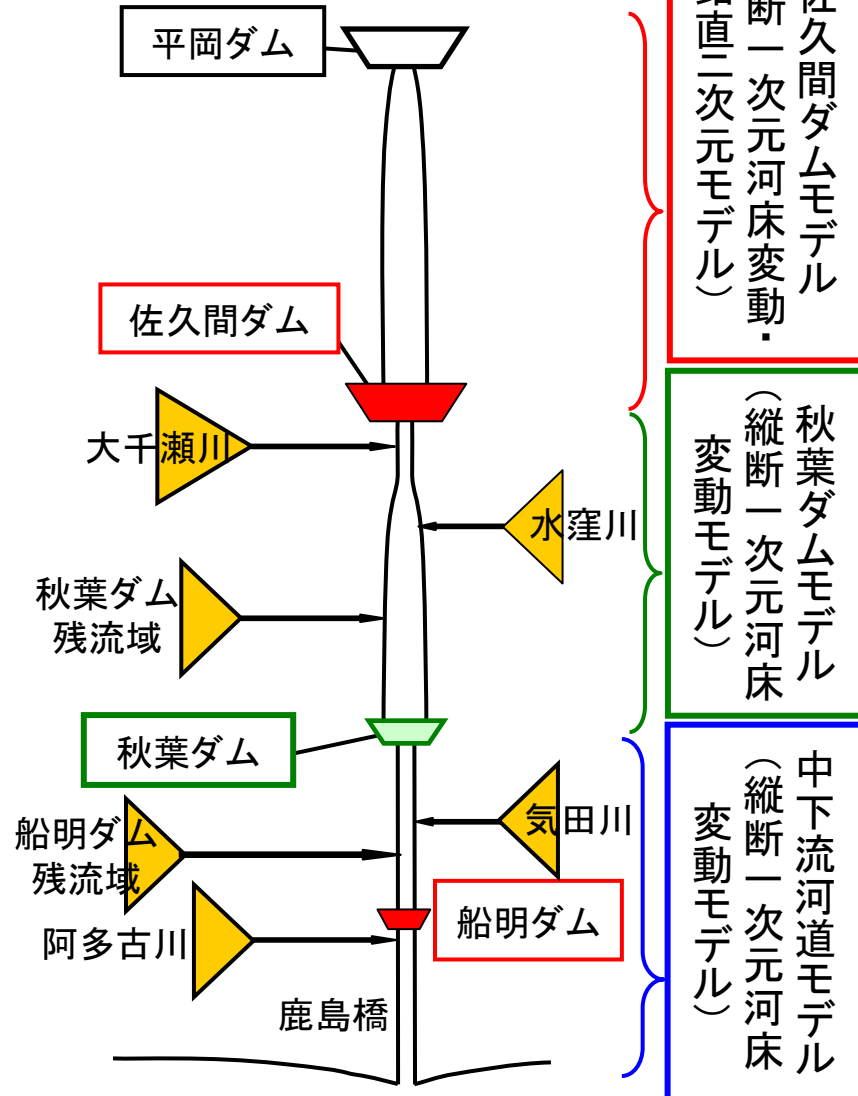 平岡ダム
佐久間ダム
大千瀬川
水窪川
秋葉ダム
残流域
秋葉ダム
気田川
船明ダム
残流域
船明ダム
阿多古川
鹿島橋
佐久間ダムモデル
断一次元河床変動・
直二次元モデル）
秋葉ダムモデル
（縦断一次元河床
変動モデル）
中下流河道モデル
（縦断一次元河床
変動モデル）